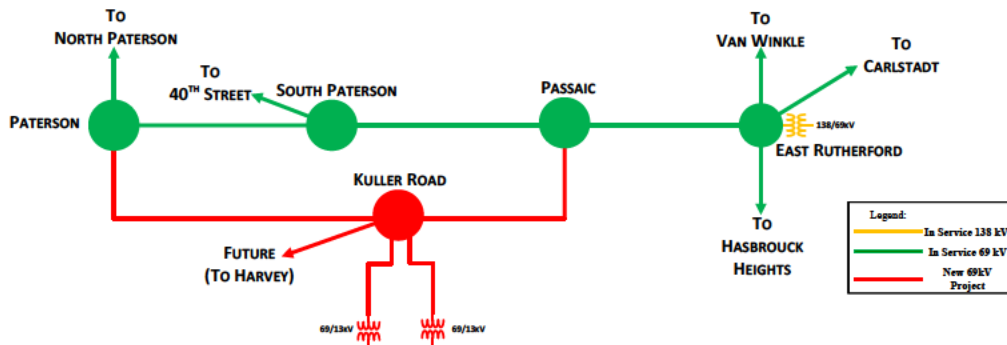 To
North Paterson
To
40th Street
South Paterson
Passaic
To
Van Winkle
To
Carlstadt
Paterson
138/69kV
East Rutherford
Kuller Road
Future
(To Harvey)
To
Hasbrouck
Heights
Legend:
In Service 138 kV
In Service 69 kV
New 69kV
Project
69/13kV
69/13kV